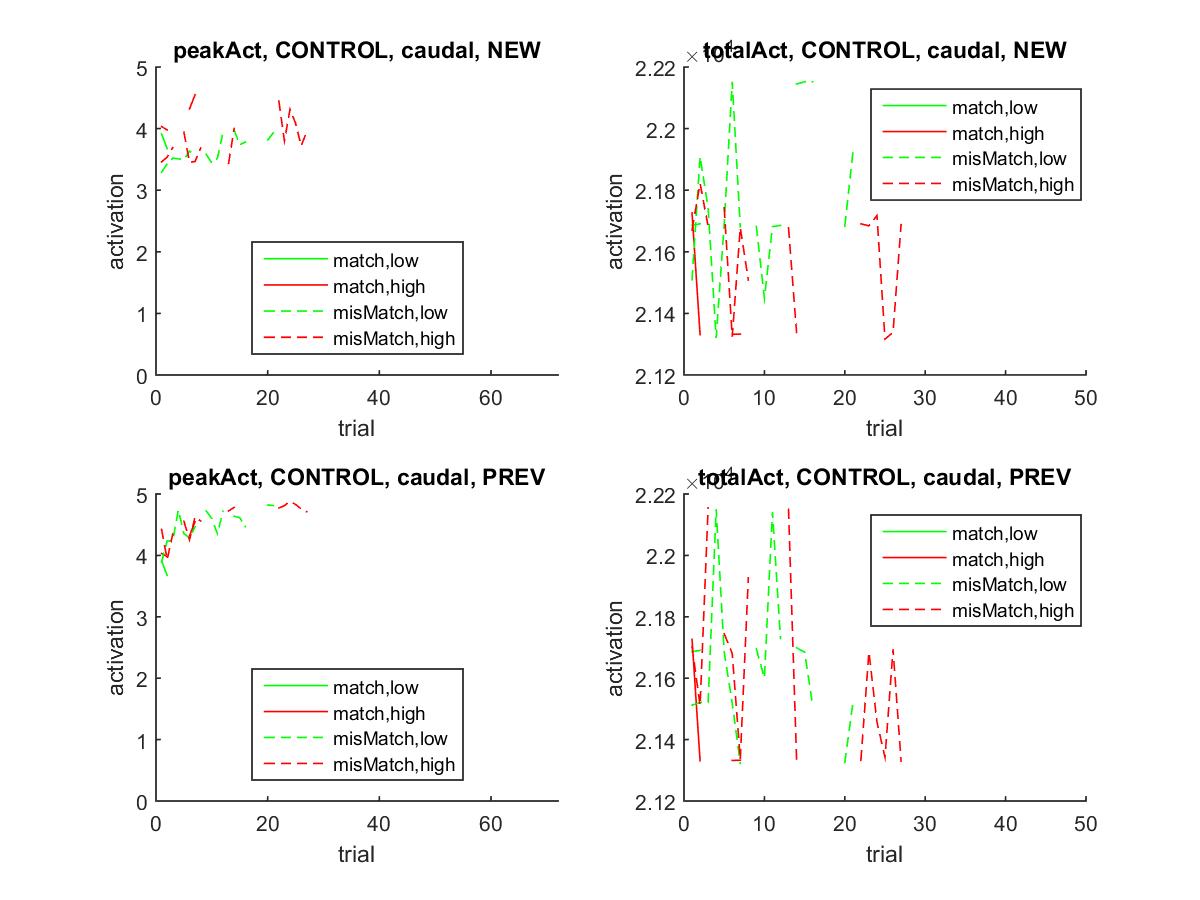 peakAct, CONTROL, caudal, NEW
5
4
3
2
1
0
activation
0 20 40 60
trial
match,low
match,high
misMatch,low
misMatch,high
totalAct, CONTROL, caudal, NEW
2.22
2.2
2.18
2.16
2.14
2.12
activation
0 10 20 30 40 50
trial
match,low
match,high
misMatch,low
misMatch,high
peakAct, CONTROL, caudal, PREV
5
4
3
2
1
0
activation
0 20 40 60
trial
match,low
match,high
misMatch,low
misMatch,high
totalAct, CONTROL, caudal, PREV
2.22
2.2
2.18
2.16
2.14
2.12
activation
0 10 20 30 40 50
trial
match,low
match,high
misMatch,low
misMatch,high